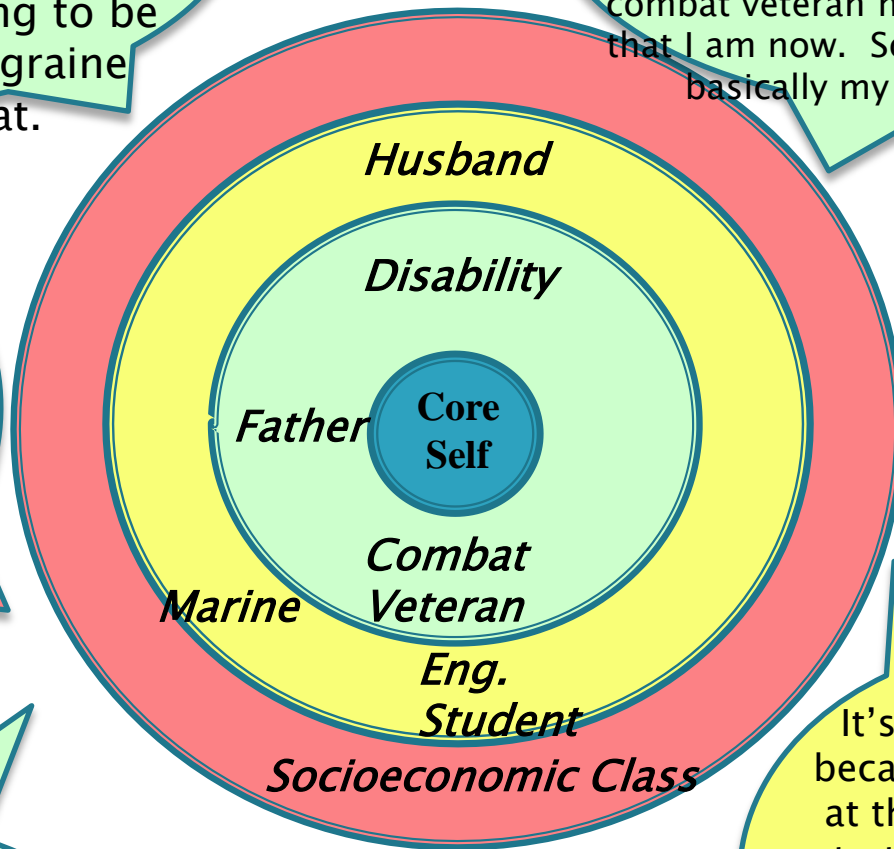 ng to be
graine
at.
combat veteran
that I am now. So
basically my
Husband
Disability
Father
Core
Self
Combat
Veteran
Marine
Eng.
Student
Socioeconomic Class
It's
beca
at th